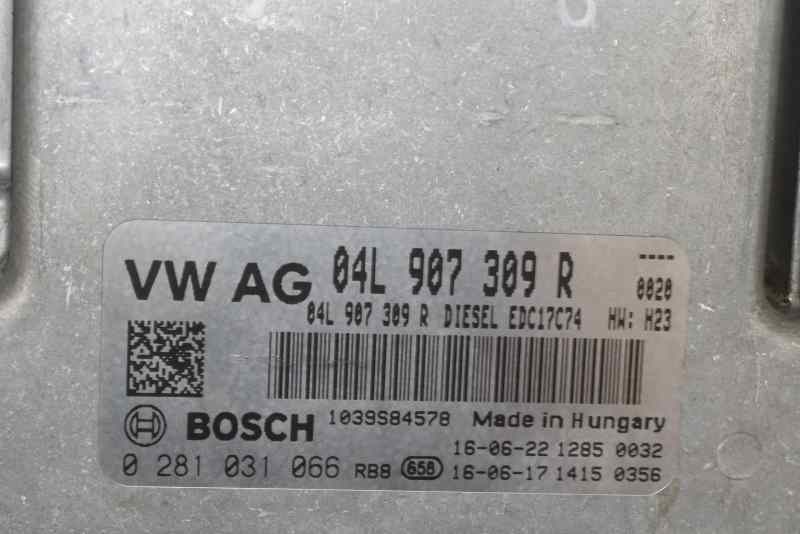 VW AG 04L 907 309 R ----
0020
04L 907 309 R DIESEL EDC17C74 HW: H23
BOSCH 1039S84578 Made in Hungary
16-06-22 1285 0032
0 281 031 066 RB8 658 16-06-17 1415 0356